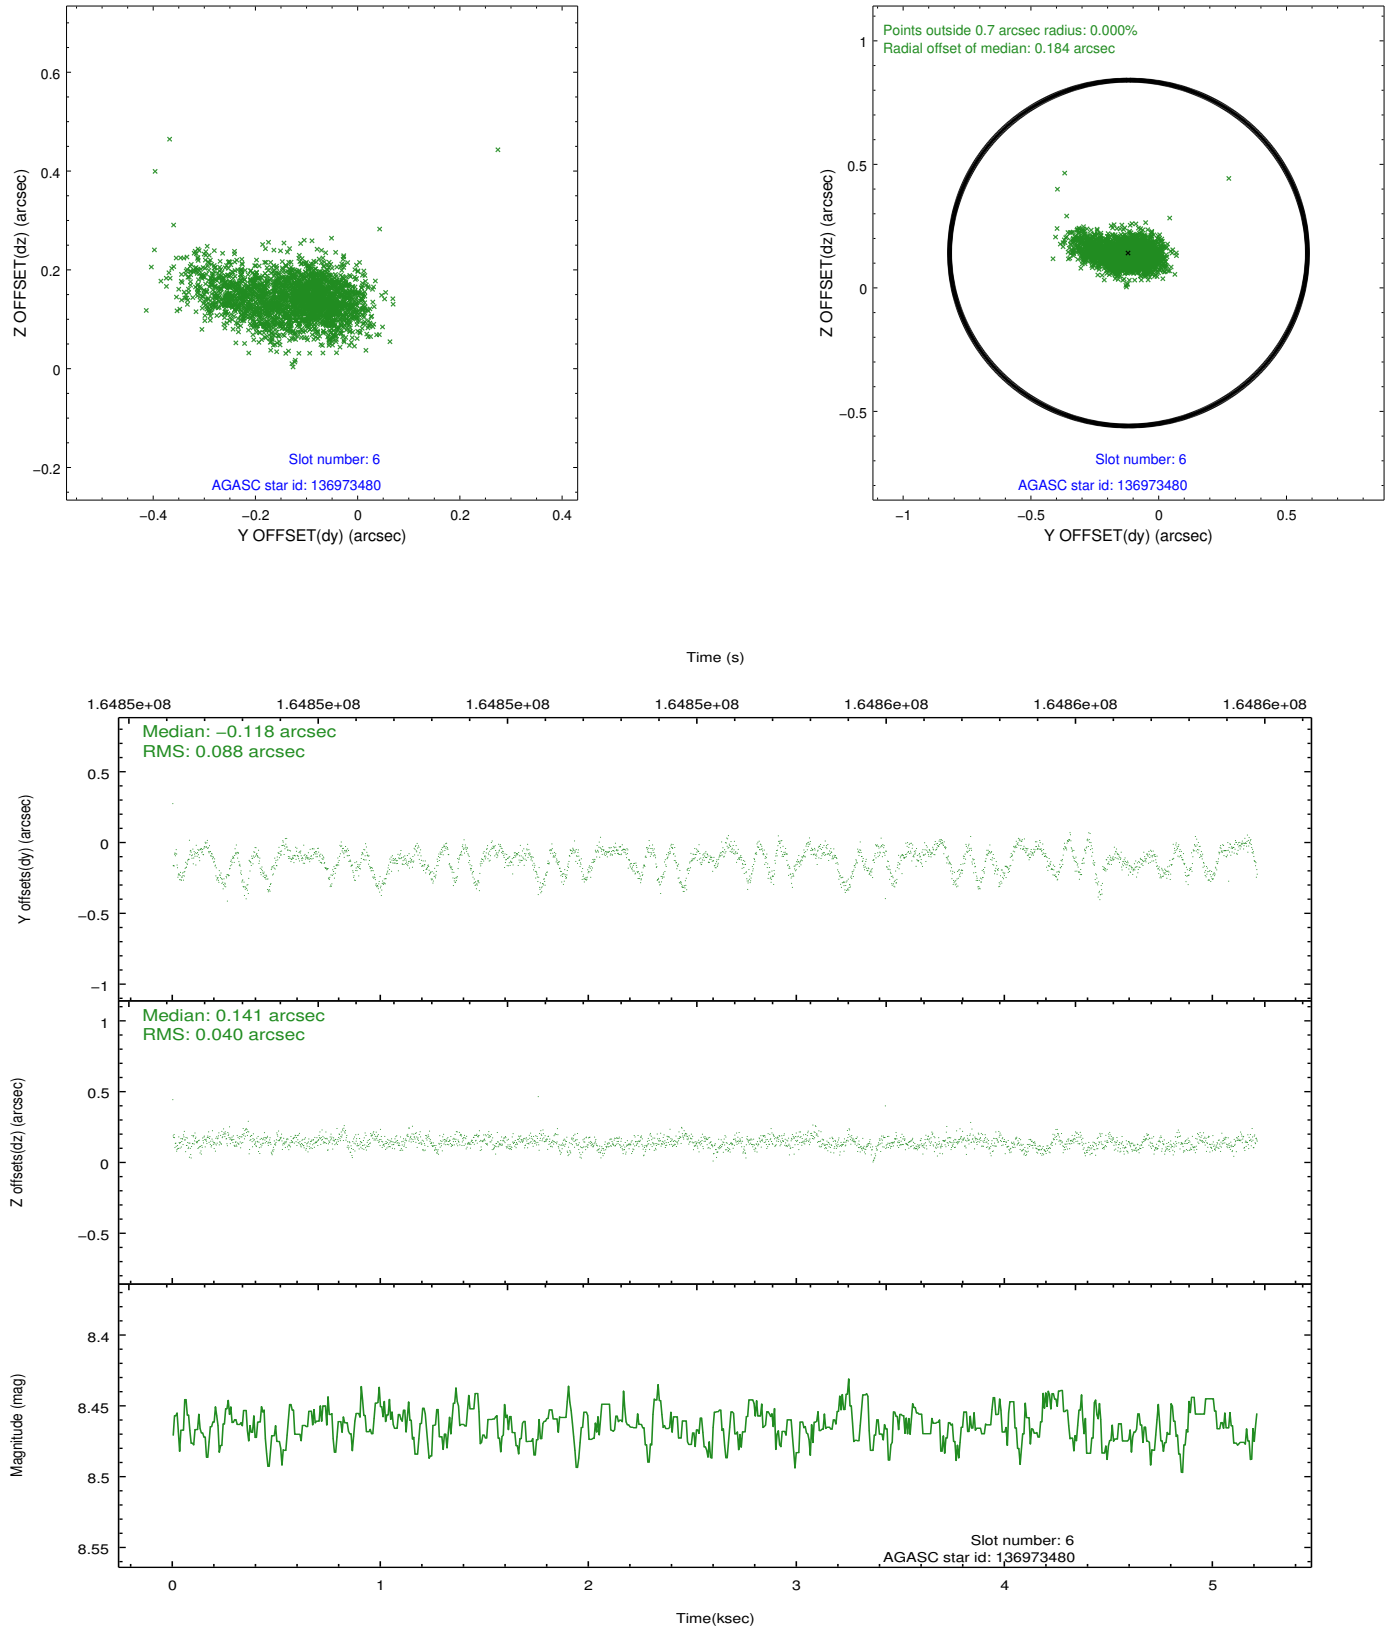 0.6
0.4
0.2
0
−0.2
Z OFFSET(dz) (arcsec)
Slot number: 6
AGASC star id: 136973480
−0.4 −0.2 0 0.2 0.4
Y OFFSET(dy) (arcsec)
Points outside 0.7 arcsec radius: 0.000%
Radial offset of median: 0.184 arcsec
1
0.5
0
−0.5
Z OFFSET(dz) (arcsec)
Slot number: 6
AGASC star id: 136973480
−1 −0.5 0 0.5
Y OFFSET(dy) (arcsec)
Time (s)
1.6485e+08 1.6485e+08 1.6485e+08 1.6485e+08 1.6486e+08 1.6486e+08 1.6486e+08
Median: −0.118 arcsec
RMS: 0.088 arcsec
0.5
0
−0.5
−1
Y offsets(dy) (arcsec)
Median: 0.141 arcsec
RMS: 0.040 arcsec
1
0.5
0
−0.5
Z offsets(dz) (arcsec)
8.4
8.45
8.5
8.55
Magnitude (mag)
Slot number: 6
AGASC star id: 136973480
0 1 2 3 4 5
Time(ksec)